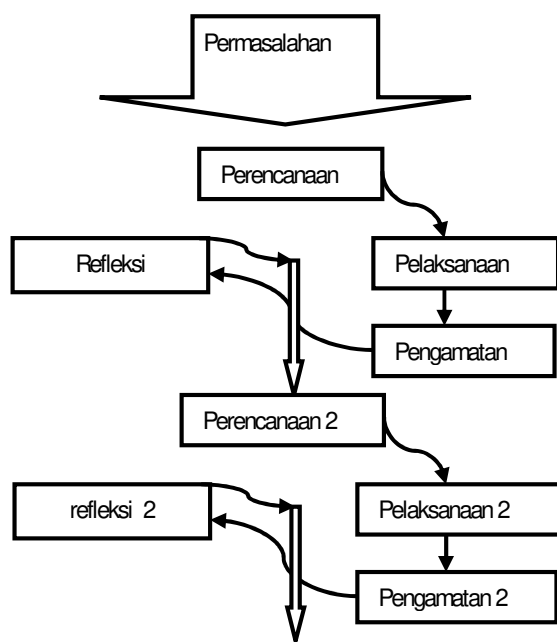 Permasalahan
Perencanaan
Refleksi
Pelaksanaan
Pengamatan
Perencanaan 2
refleksi 2
Pelaksanaan 2
Pengamatan 2